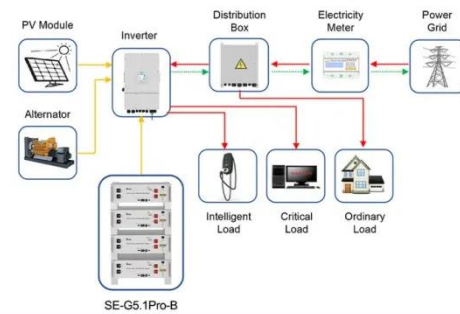 PV Module
Inverter
Distribution
Box
Electricity
Meter
Power
Grid
Alternator
Intelligent
Load
Critical
Load
Ordinary
Load
SE-G5.1Pro-B